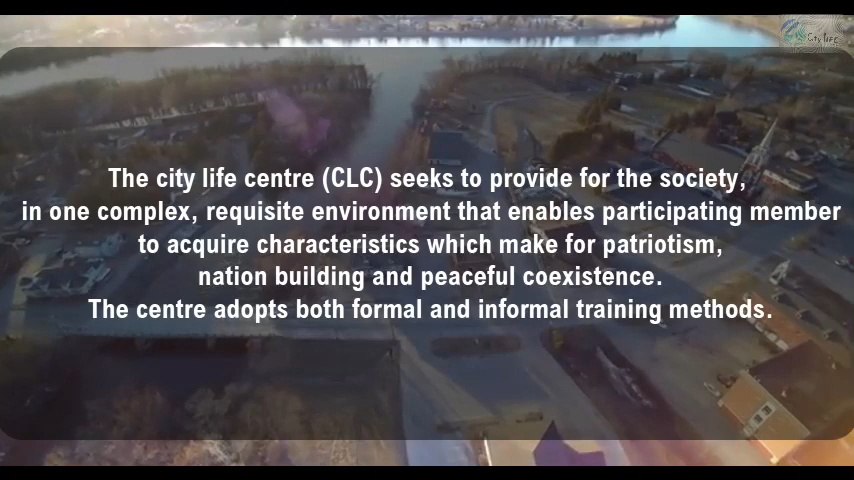 City Life
The city life centre (CLC) seeks to provide for the society,
in one complex, requisite environment that enables participating member
to acquire characteristics which make for patriotism,
nation building and peaceful coexistence.
The centre adopts both formal and informal training methods.